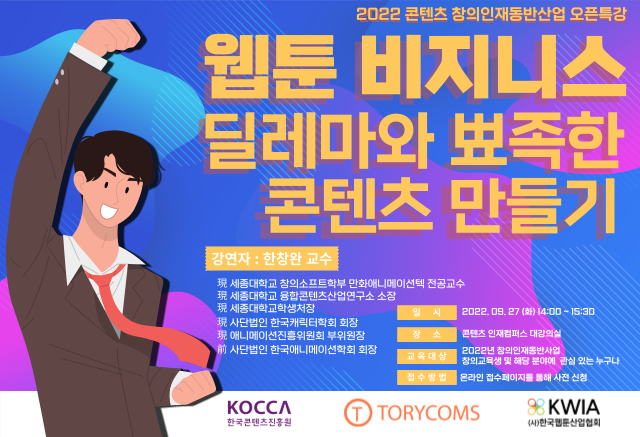 2022 콘텐츠 창의인재동반산업 오픈특강
웹툰 비지니스
딜레마와 뾰족한
콘텐츠 만들기
강연자 : 한창완 교수
現 세종대학교 창의소프트학부 만화애니메이션텍 전공교수
現 세종대학교 융합콘텐츠산업연구소 소장
現 세종대학교학생처장
現 사단법인 한국캐릭터학회 회장
現 애니메이션진흥위원회 부위원장
前 사단법인 한국애니메이션학회 회장
일 시 2022. 09. 27 (화) 14:00 ~ 15:30
장 소 콘텐츠 인재캠퍼스 대강의실
교육대상 2022년 창의인재동반사업
창의교육생 및 해당 분야에 관심 있는 누구나
접수방법 온라인 접수페이지를 통해 사전 신청
KOCCA
한국콘텐츠진흥원
T TORYCOMS
KWIA
(사)한국웹툰산업협회